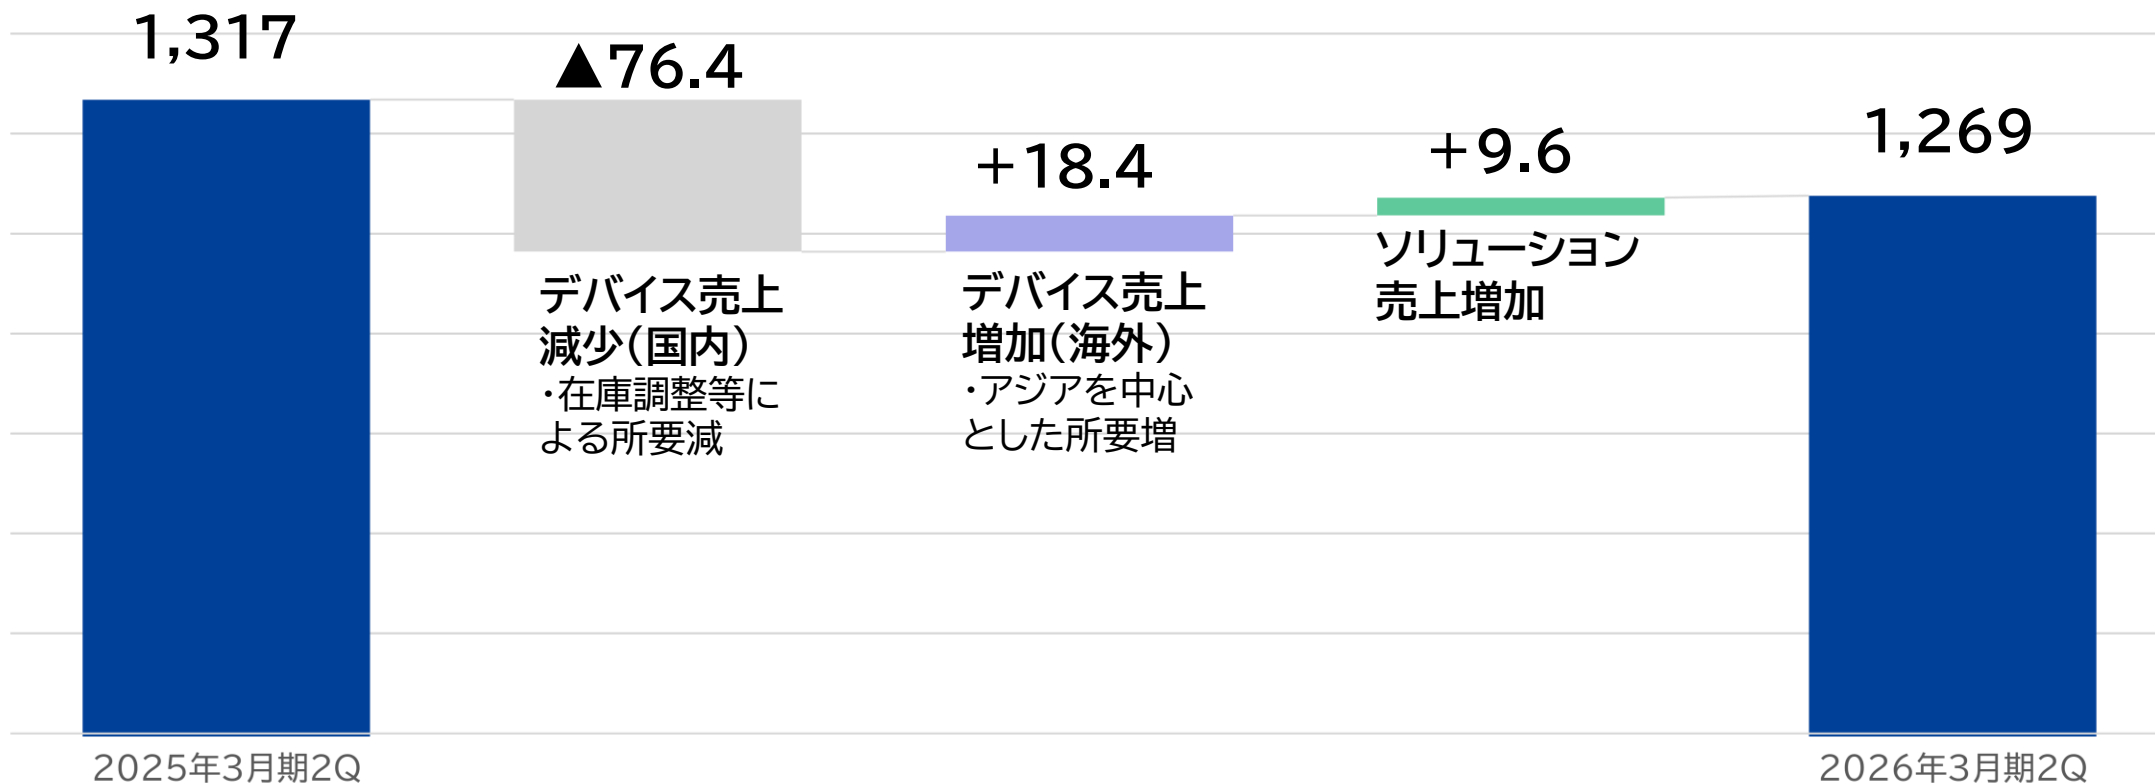 1,317
▲76.4
+18.4
+9.6
1,269
デバイス売上
減少(国内)
・在庫調整等に
よる所要減
デバイス売上
増加(海外)
・アジアを中心
とした所要増
ソリューション
売上増加
2025年3月期2Q
2026年3月期2Q